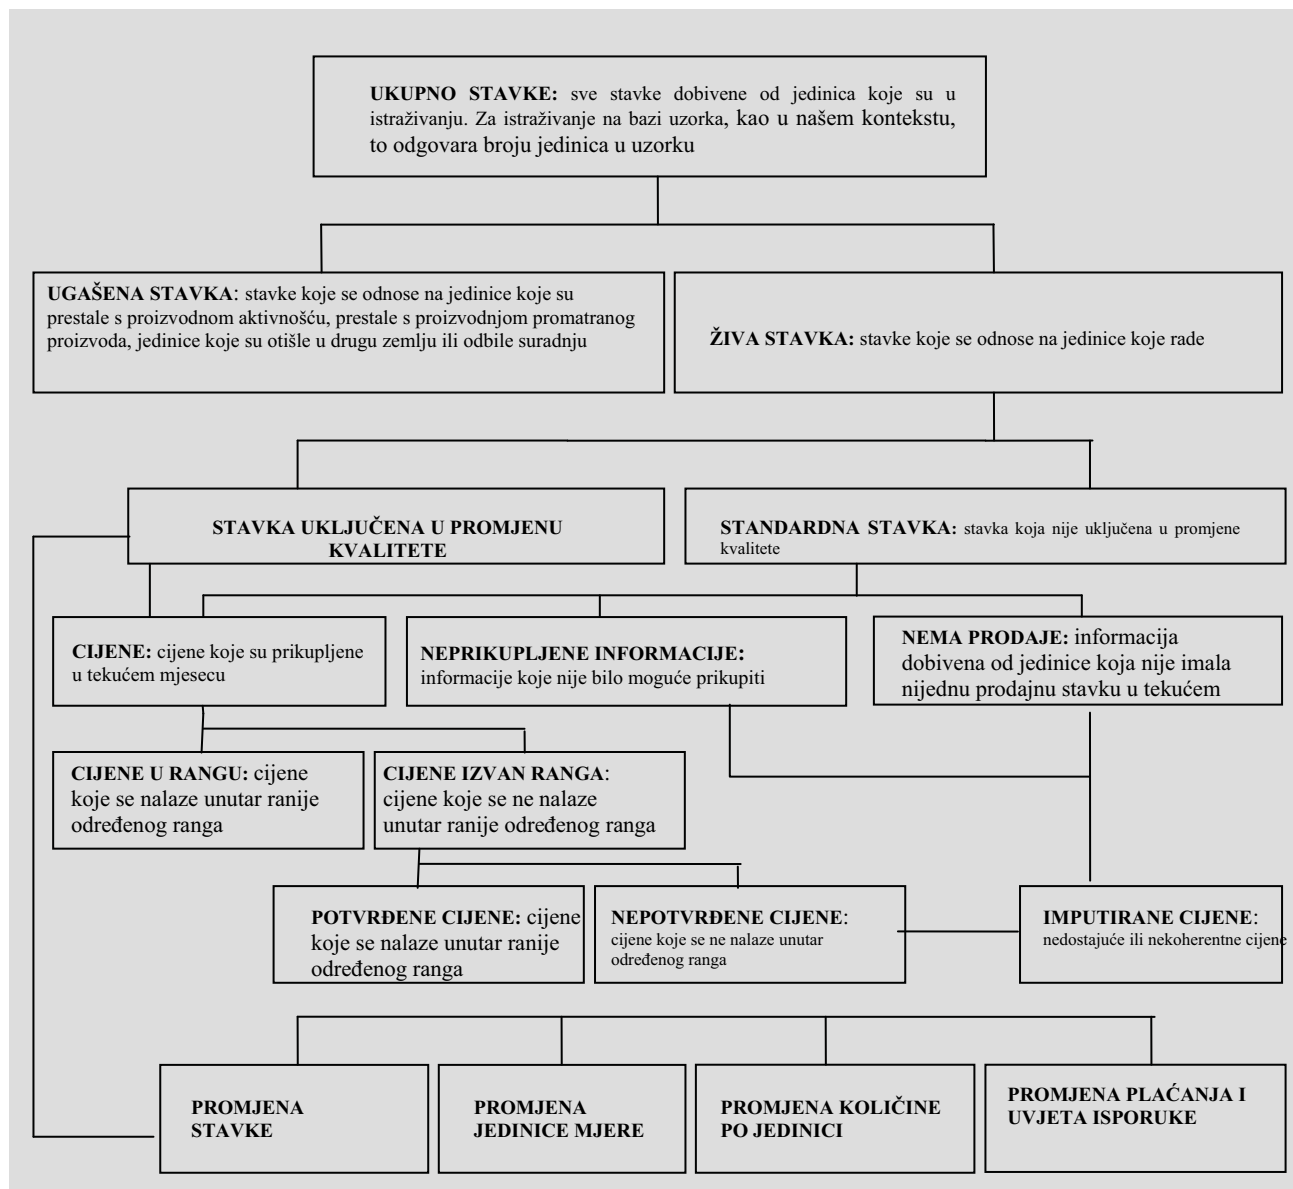 UKUPNO STAVKE: sve stavke dobivene od jedinica koje su u
istraživanju. Za istraživanje na bazi uzorka, kao u našem kontekstu,
to odgovara broju jedinica u uzorku
UGAŠENA STAVKA: stavke koje se odnose na jedinice koje su
prestale s proizvodnom aktivnošću, prestale s proizvodnjom promatranog
proizvoda, jedinice koje su otišle u drugu zemlju ili odbile suradnju
ŽIVA STAVKA: stavke koje se odnose na jedinice koje rade
STAVKA UKLJUČENA U PROMJENU
KVALITETE
STANDARDNA STAVKA: stavka koja nije uključena u promjene
kvalitete
CIJENE: cijene koje su prikupljene
u tekućem mjesecu
NEPRIKUPLJENE INFORMACIJE:
informacije koje nije bilo moguće prikupiti
NEMA PRODAJE: informacija
dobivena od jedinice koja nije imala
nijednu prodajnu stavku u tekućem
CIJENE U RANGU: cijene
koje se nalaze unutar ranije
određenog ranga
CIJENE IZVAN RANGA:
cijene koje se ne nalaze
unutar ranije određenog ranga
POTVRĐENE CIJENE: cijene
koje se nalaze unutar ranije
određenog ranga
NEPOTVRĐENE CIJENE:
cijene koje se ne nalaze unutar
određenog ranga
IMPUTIRANE CIJENE:
nedostajuće ili nekoherentne cijene
PROMJENA
STAVKE
PROMJENA
JEDINICE MJERE
PROMJENA KOLIČINE
PO JEDINICI
PROMJENA PLAĆANJA I
UVJETA ISPORUKE